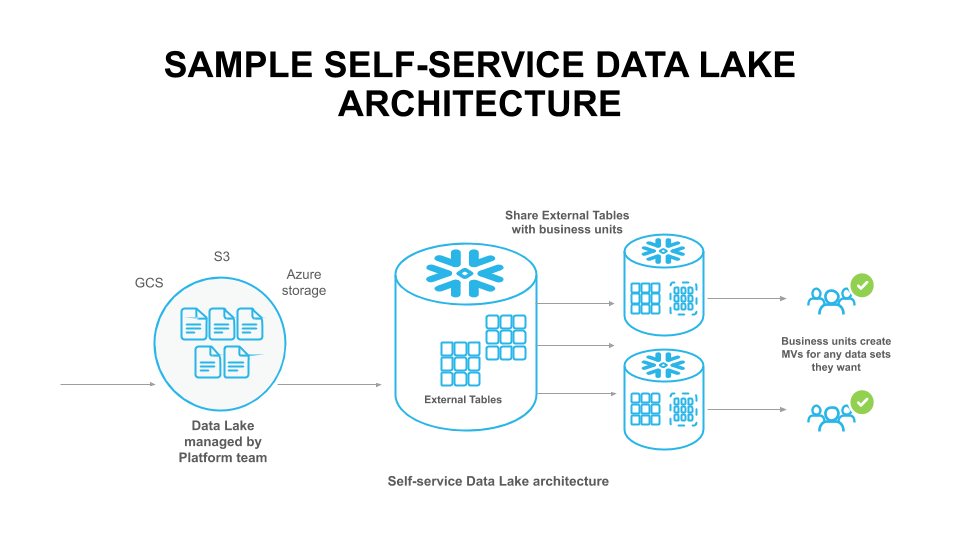 SAMPLE SELF-SERVICE DATA LAKE
ARCHITECTURE
Share External Tables
with business units
S3
GCS
Azure
storage
Business units create
MVs for any data sets
they want
External Tables
Data Lake
managed by
Platform team
Self-service Data Lake architecture